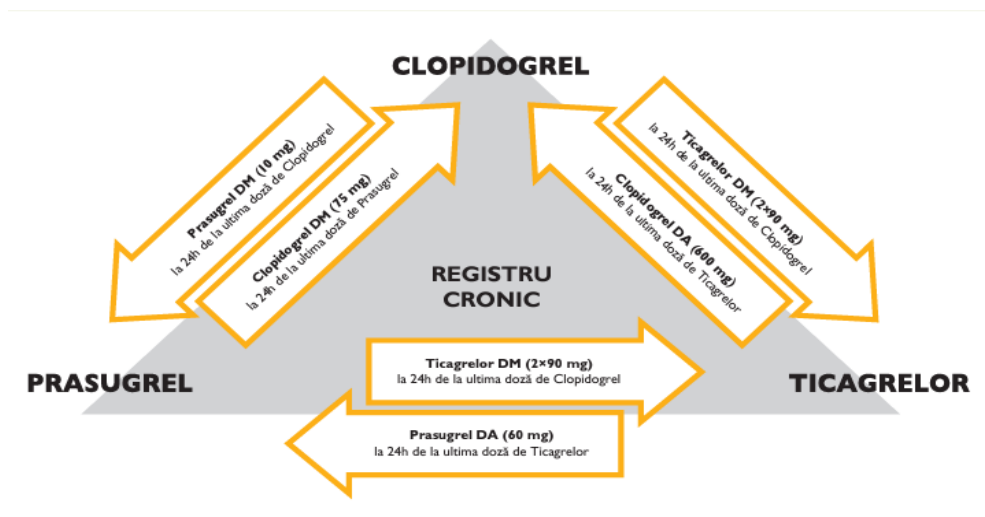 CLOPIDOGREL
Prasugrel DM (10 mg)
la 24h de la ultima doză de Clopidogrel
Clopidogrel DM (75 mg)
la 24h de la ultima doză de Prasugrel
Ticagrelor DM (2×90 mg)
la 24h de la ultima doză de Clopidogrel
Clopidogrel DA (600 mg)
la 24h de la ultima doză de Ticagrelor
REGISTRU
CRONIC
PRASUGREL
Ticagrelor DM (2×90 mg)
la 24h de la ultima doză de Clopidogrel
TICAGRELOR
Prasugrel DA (60 mg)
la 24h de la ultima doză de Ticagrelor